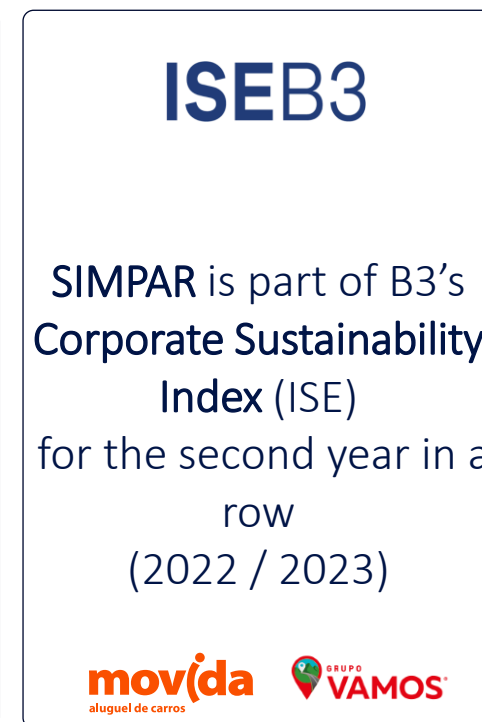 ISEB3
SIMPAR is part of B3’s
Corporate Sustainability
Index (ISE)
for the second year in a
row
(2022 / 2023)
movida
aluguel de carros
GRUPO
VAMOS